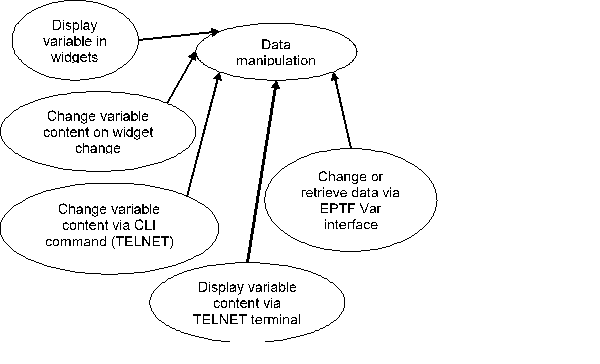 Display
variable in
widgets
Data
manipulation
Change variable
content on widget
change
Change variable
content via CLI
command (TELNET)
Change or
retrieve data via
EPTF Var
interface
Display variable
content via
TELNET terminal